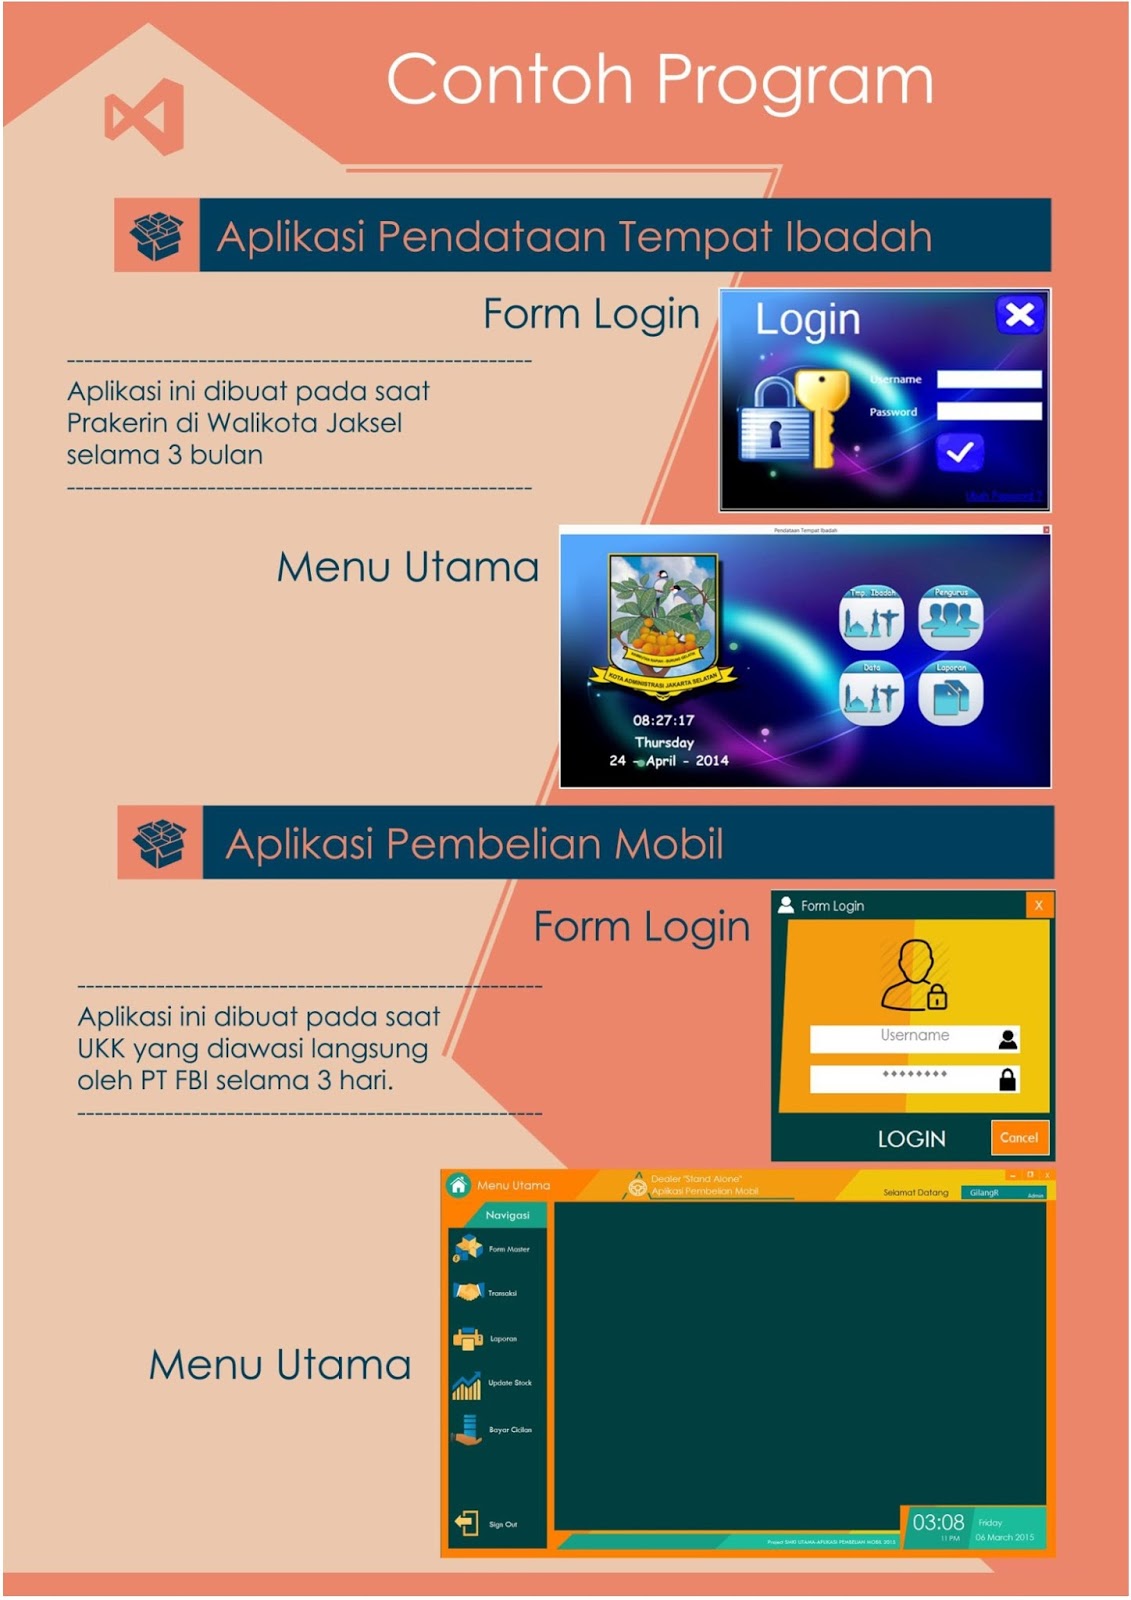 Contoh Program
Aplikasi Pendataan Tempat Ibadah
Form Login
Aplikasi ini dibuat pada saat
Prakerin di Walikota Jaksel
selama 3 bulan
Login
Username
Password
Ubah Password ?
Menu Utama
Pendataan Tempat Ibadah
Tmp. Ibadah
Pengurus
Data
Laporan
KOTA ADMINISTRASI JAKARTA SELATAN
08:27:17
Thursday
24 - April - 2014
Aplikasi Pembelian Mobil
Form Login
Aplikasi ini dibuat pada saat
UKK yang diawasi langsung
oleh PT FBI selama 3 hari.
Form Login
X
Username
********
LOGIN
Cancel
Menu Utama
Menu Utama
Dealer "Stand Alone"
Aplikasi Pembelian Mobil
Selamat Datang
GilangR
Admin
Navigasi
Form Master
Transaksi
Laporan
Update Stock
Bayar Cicilan
Sign Out
03:08
11 PM
Friday
06 March 2015
APLIKASI PEMBELIAN MOBIL 2015